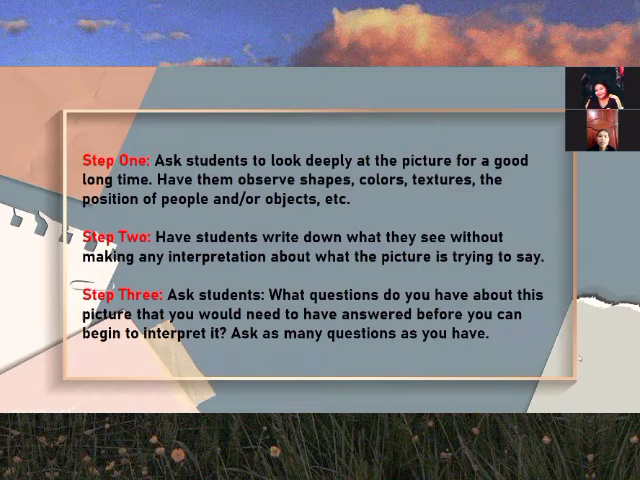 Step One: Ask students to look deeply at the picture for a good
long time. Have them observe shapes, colors, textures, the
position of people and/or objects, etc.
Step Two: Have students write down what they see without
making any interpretation about what the picture is trying to say.
Step Three: Ask students: What questions do you have about this
picture that you would need to have answered before you can
begin to interpret it? Ask as many questions as you have.